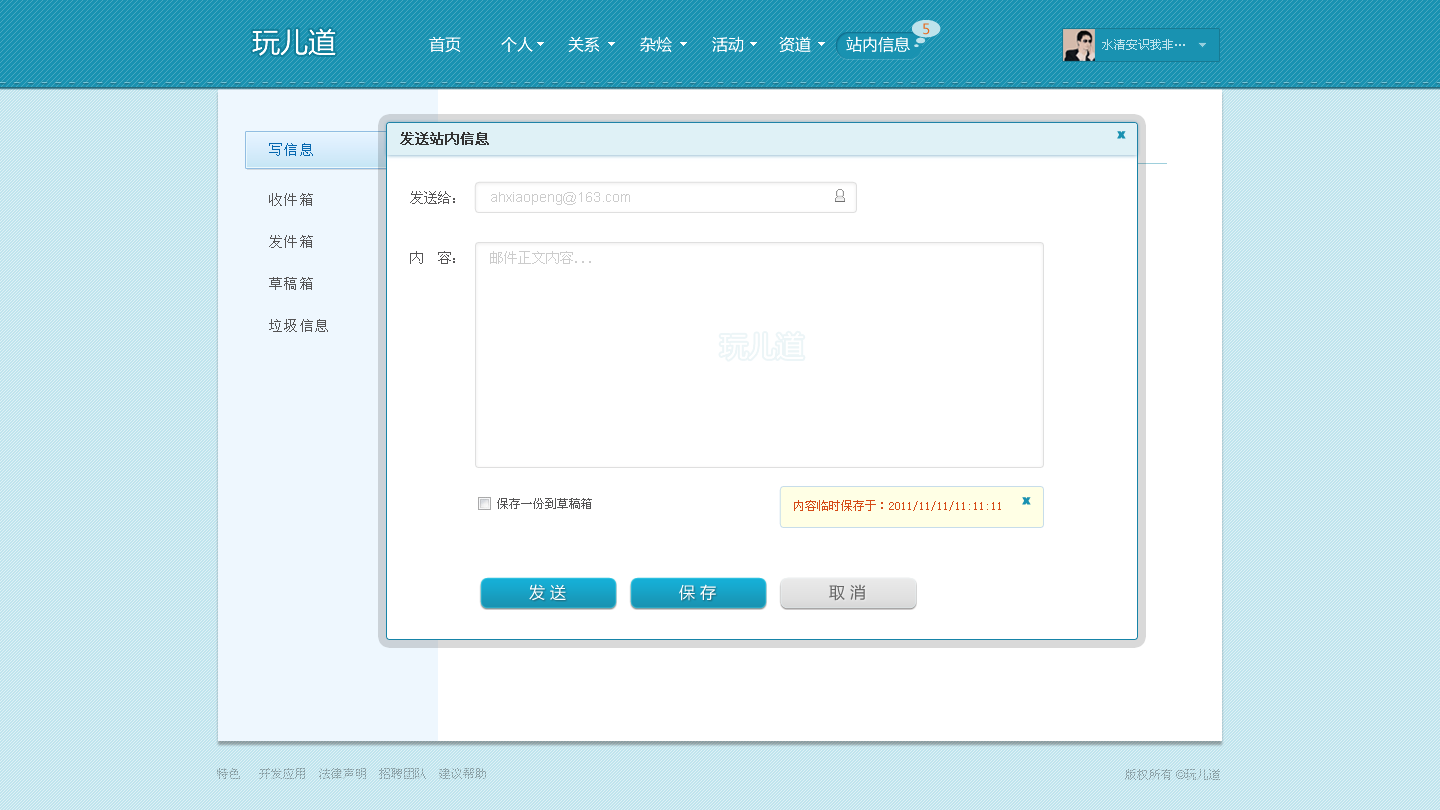 玩儿道
首页 个人 关系 杂烩 活动 资道 站内信息 5
水清安识我非…
写信息
收件箱
发件箱
草稿箱
垃圾信息
发送站内信息
发送给： ahxiaopeng@163.com
内 容： 邮件正文内容...
玩儿道
保存一份到草稿箱
内容临时保存于：2011/11/11/11:11:11
发 送 保 存 取 消
特色 开发应用 法律声明 招聘团队 建议帮助
版权所有 ©玩儿道